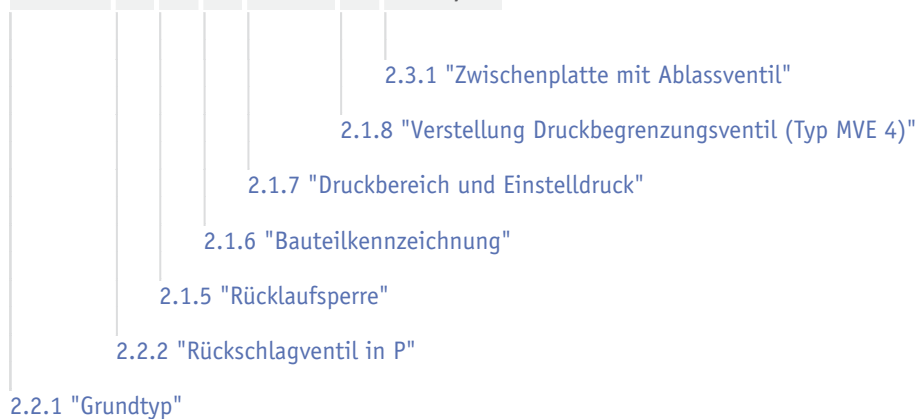 2.3.1 "Zwischenplatte mit Ablassventil"
2.1.8 "Verstellung Druckbegrenzungsventil (Typ MVE 4)"
2.1.7 "Druckbereich und Einstelldruck"
2.1.6 "Bauteilkennzeichnung"
2.1.5 "Rücklaufsperre"
2.2.2 "Rückschlagventil in P"
2.2.1 "Grundtyp"